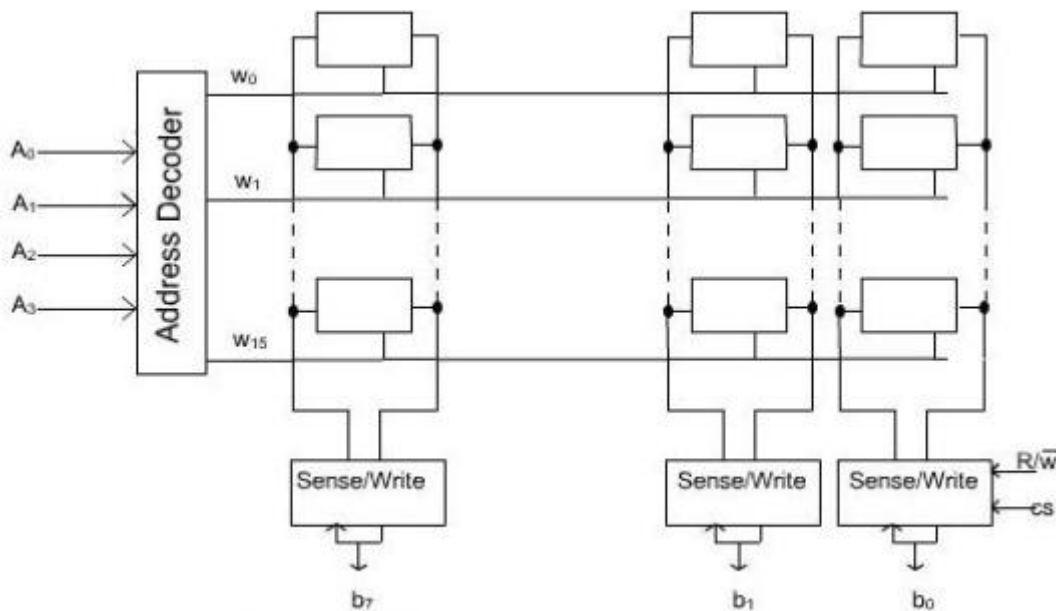 w₀
A₀
A₁
A₂
A₃
Address Decoder
w₁
w₁₅
Sense/Write
Sense/Write
Sense/Write
R/w̅
cs
b₇
b₁
b₀